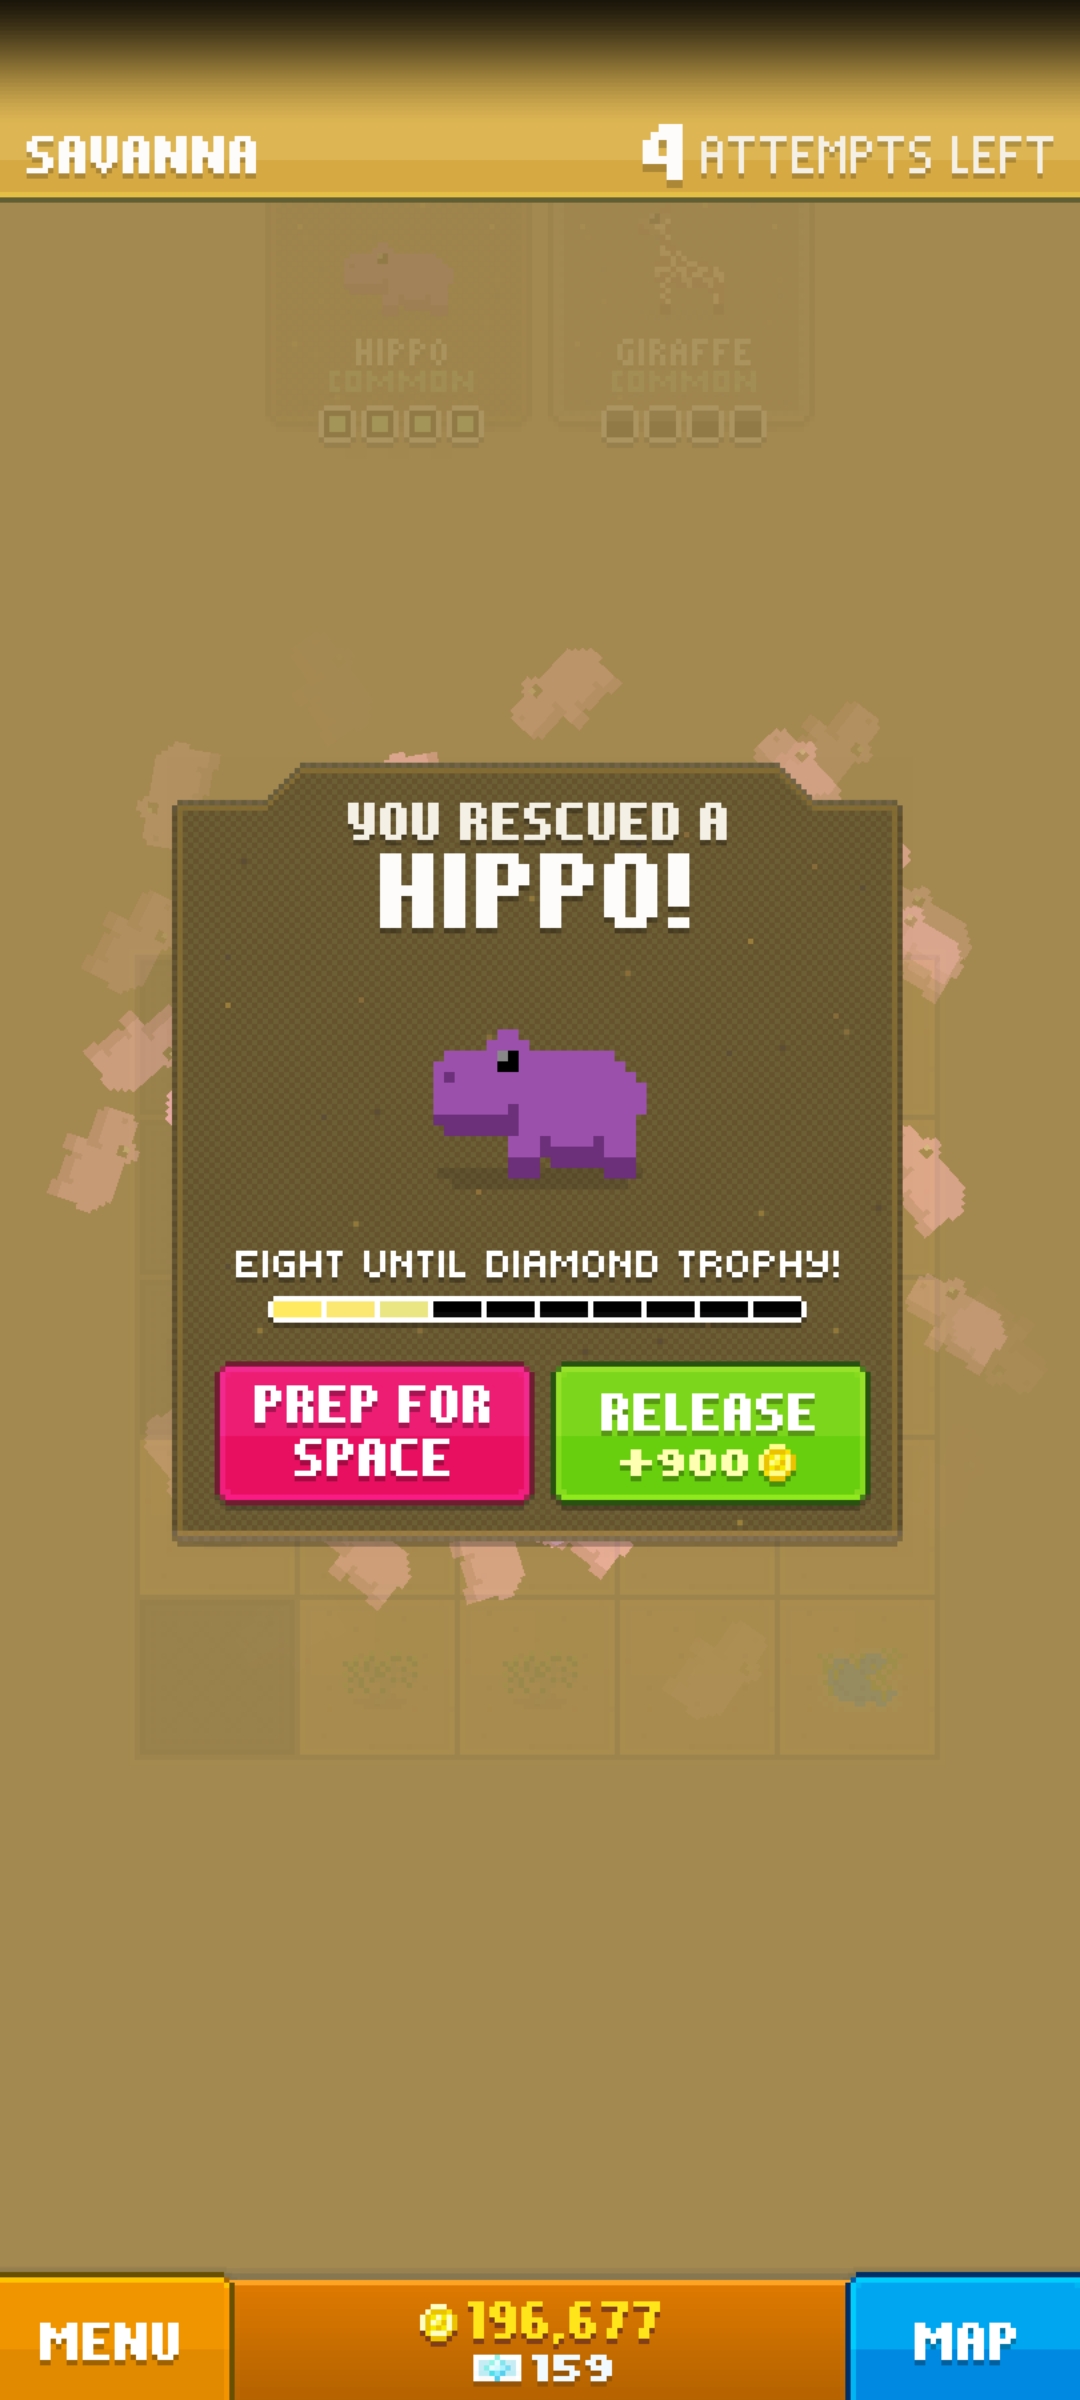 SAVANNA
4 ATTEMPTS LEFT
HIPPO
COMMON
GIRAFFE
COMMON
YOU RESCUED A
HIPPO!
EIGHT UNTIL DIAMOND TROPHY!
PREP FOR
SPACE
RELEASE
+900
MENU
196,677
159
MAP